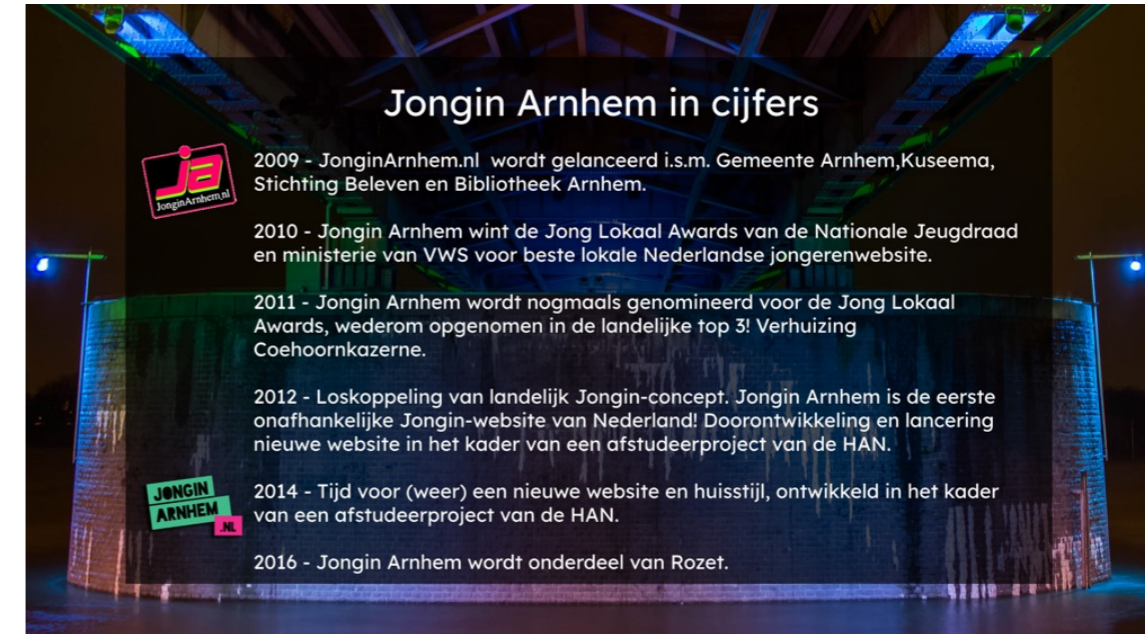 Jongin Arnhem in cijfers
ja
JonginArnhem.nl
2009 - JonginArnhem.nl wordt gelanceerd i.s.m. Gemeente Arnhem,Kuseema,
Stichting Beleven en Bibliotheek Arnhem.
2010 - Jongin Arnhem wint de Jong Lokaal Awards van de Nationale Jeugdraad
en ministerie van VWS voor beste lokale Nederlandse jongerenwebsite.
2011 - Jongin Arnhem wordt nogmaals genomineerd voor de Jong Lokaal
Awards, wederom opgenomen in de landelijke top 3! Verhuizing
Coehoornkazerne.
2012 - Loskoppeling van landelijk Jongin-concept. Jongin Arnhem is de eerste
onafhankelijke Jongin-website van Nederland! Doorontwikkeling en lancering
nieuwe website in het kader van een afstudeerproject van de HAN.
JONGIN
ARNHEM
.NL
2014 - Tijd voor (weer) een nieuwe website en huisstijl, ontwikkeld in het kader
van een afstudeerproject van de HAN.
2016 - Jongin Arnhem wordt onderdeel van Rozet.